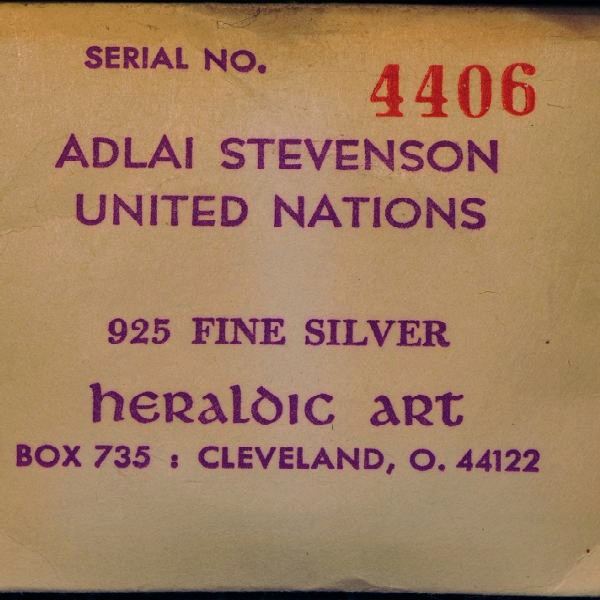 SERIAL NO. 4406
ADLAI STEVENSON
UNITED NATIONS
925 FINE SILVER
heraldic art
BOX 735 : CLEVELAND, O. 44122